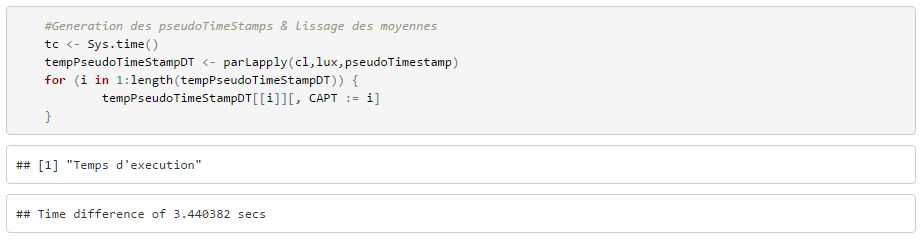 #Generation des pseudoTimeStamps & lissage des moyennes
tc <- Sys.time()
tempPseudoTimeStampDT <- parLapply(cl,lux,pseudoTimestamp)
for (i in 1:length(tempPseudoTimeStampDT)) {
tempPseudoTimeStampDT[[i]][, CAPT := i]
}
## [1] "Temps d'execution"
## Time difference of 3.440382 secs